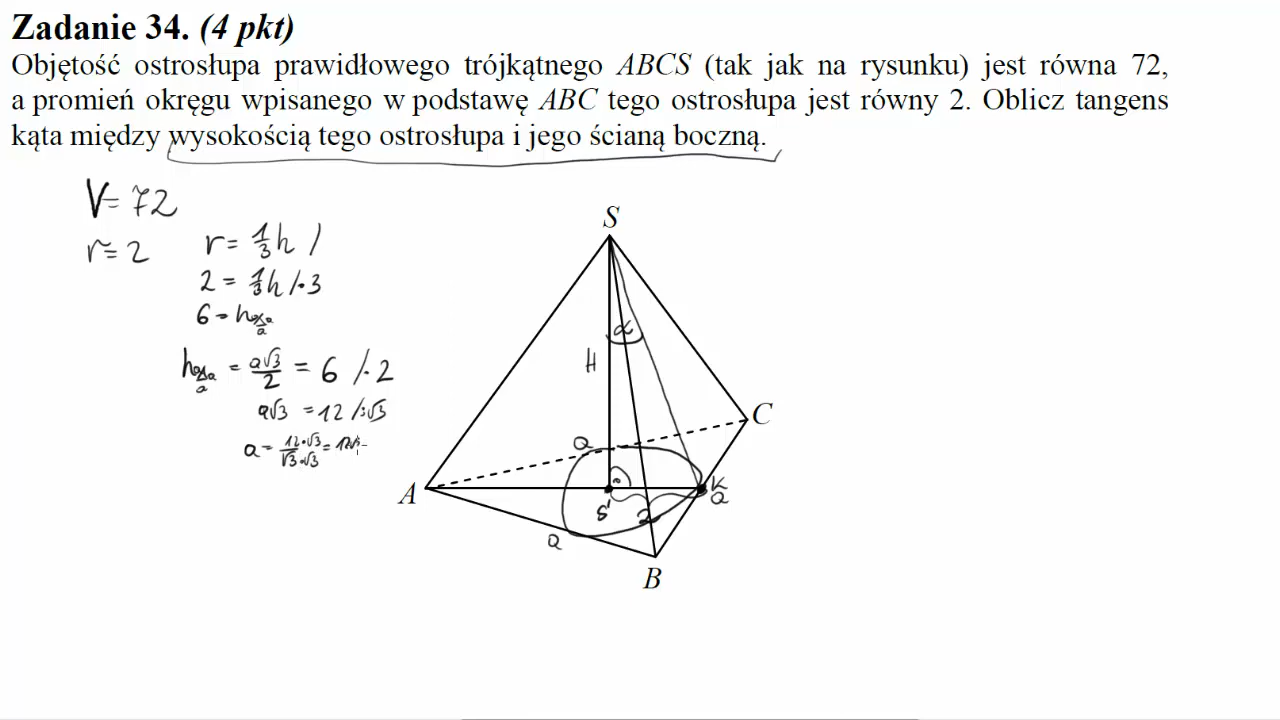 Zadanie 34. (4 pkt)
Objętość ostrosłupa prawidłowego trójkątnego ABCS (tak jak na rysunku) jest równa 72,
a promień okręgu wpisanego w podstawę ABC tego ostrosłupa jest równy 2. Oblicz tangens
kąta między wysokością tego ostrosłupa i jego ścianą boczną.
V = 72
r = 2
r = 1/3 h /
2 = 1/3 h / · 3
6 = h
h = a√3/2 = 6 / · 2
a√3 = 12 / : √3
a = 12·√3/√3·√3 =
S
α
H
C
a
A
S'
2
K
a
a
B